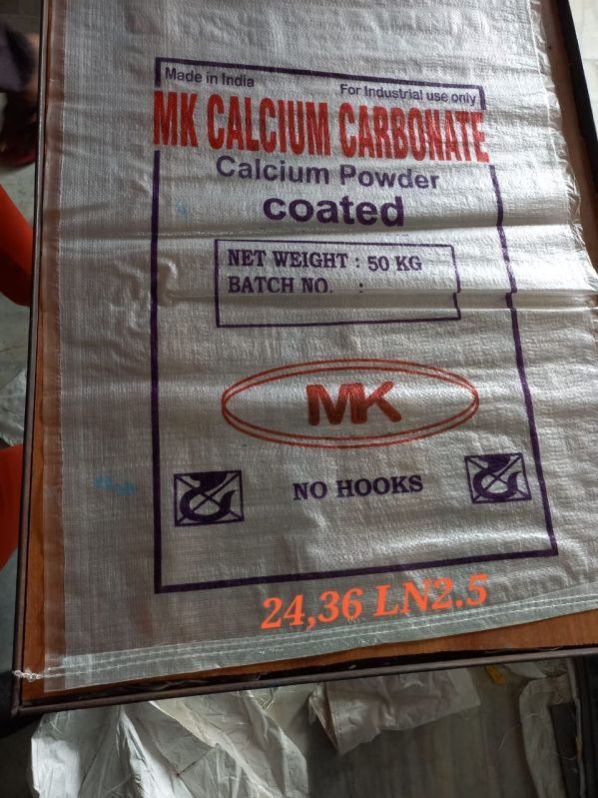 Made in India
For Industrial use only
MK CALCIUM CARBONATE
Calcium Powder
coated
NET WEIGHT : 50 KG
BATCH NO. :
MK
NO HOOKS
24,36 LN2.5